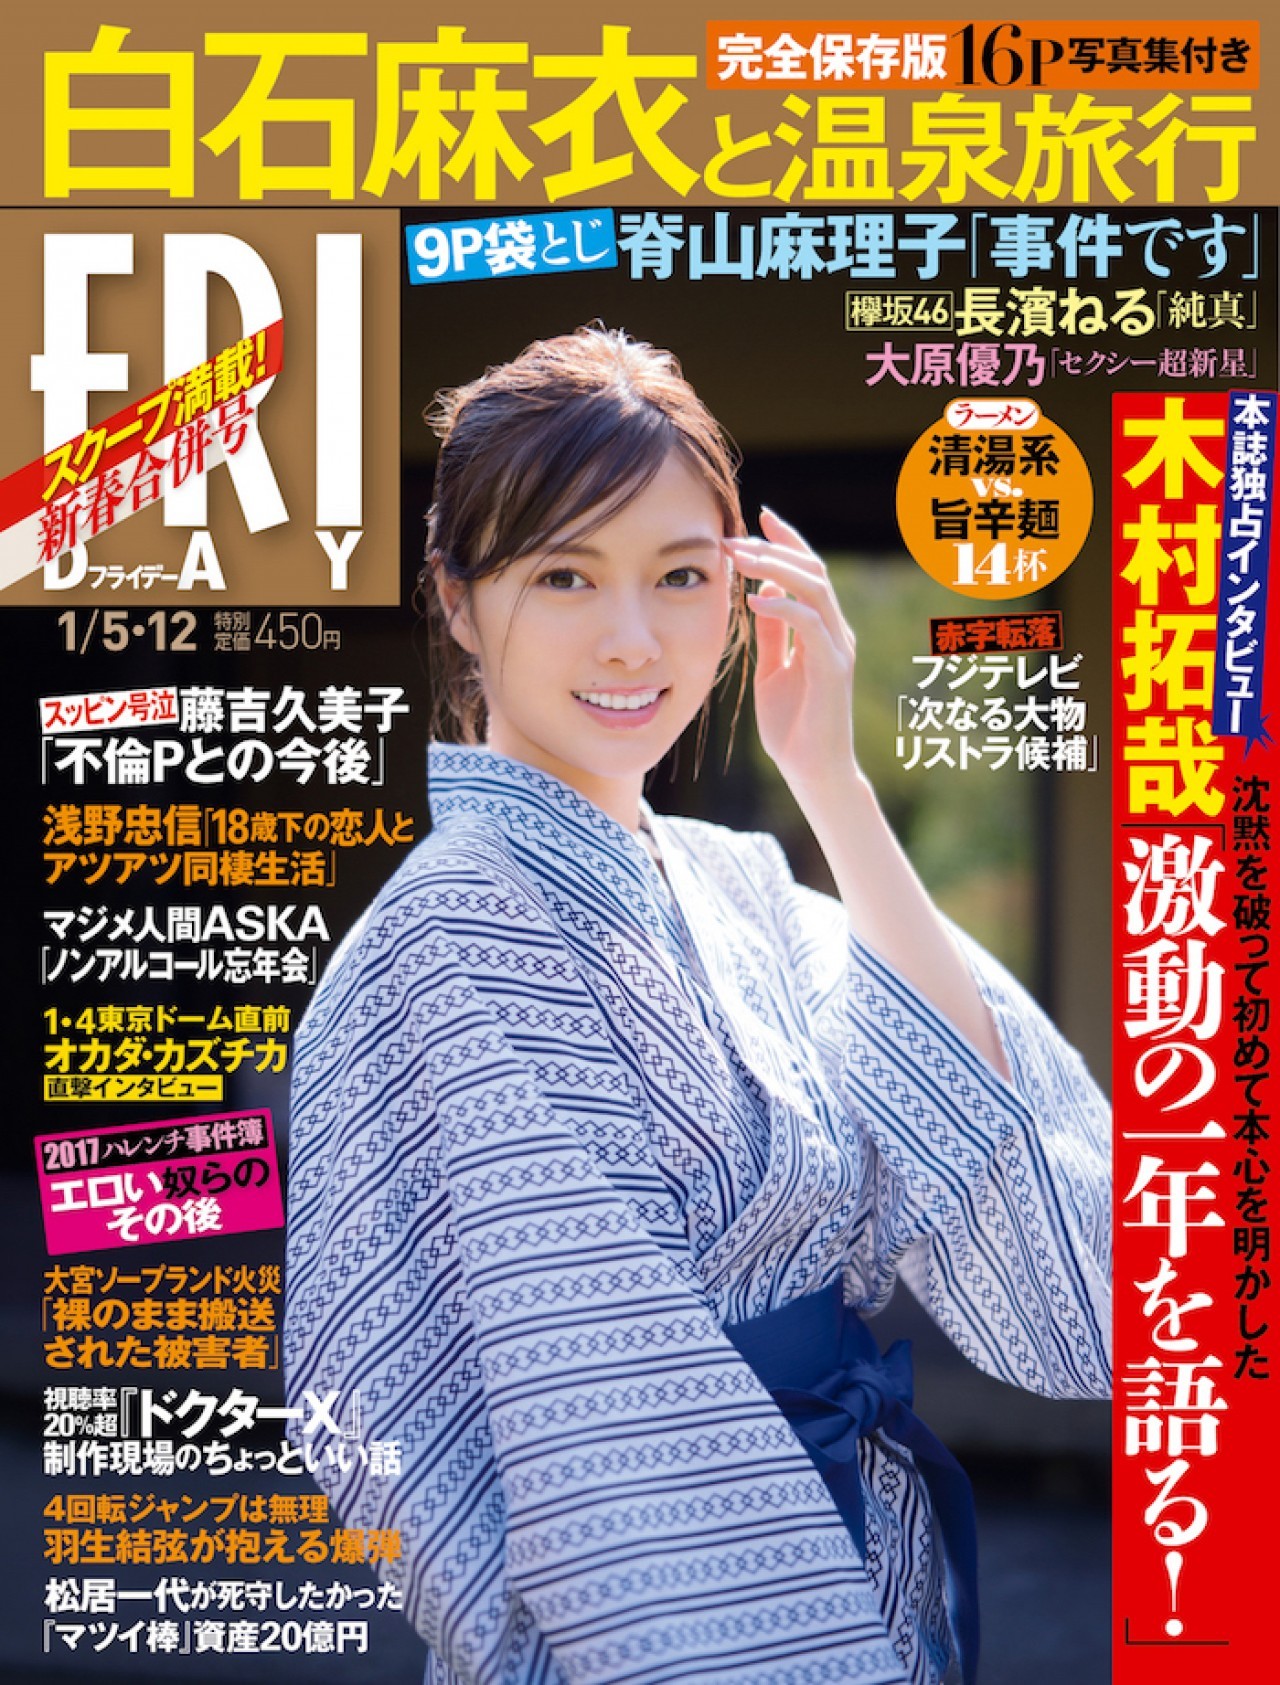 完全保存版16P写真集付き
白石麻衣と温泉旅行
FRI
DAY
フライデー
スクープ満載!
新春合併号
1/5・12 特別定価450円
9P袋とじ 脊山麻理子「事件です」
欅坂46 長濱ねる「純真」
大原優乃「セクシー超新星」
ラーメン
清湯系
vs.
旨辛麺
14杯
赤字転落
フジテレビ
「次なる大物
リストラ候補」
本誌独占インタビュー
木村拓哉「激動の一年を語る!」
沈黙を破って初めて本心を明かした
スッピン号泣 藤吉久美子
「不倫Pとの今後」
浅野忠信「18歳下の恋人と
アツアツ同棲生活」
マジメ人間ASKA
「ノンアルコール忘年会」
1・4東京ドーム直前
オカダ・カズチカ
直撃インタビュー
2017ハレンチ事件簿
エロい奴らの
その後
大宮ソープランド火災
「裸のまま搬送
された被害者」
視聴率
20%超『ドクターX』
制作現場のちょっといい話
4回転ジャンプは無理
羽生結弦が抱える爆弾
松居一代が死守したかった
『マツイ棒』資産20億円